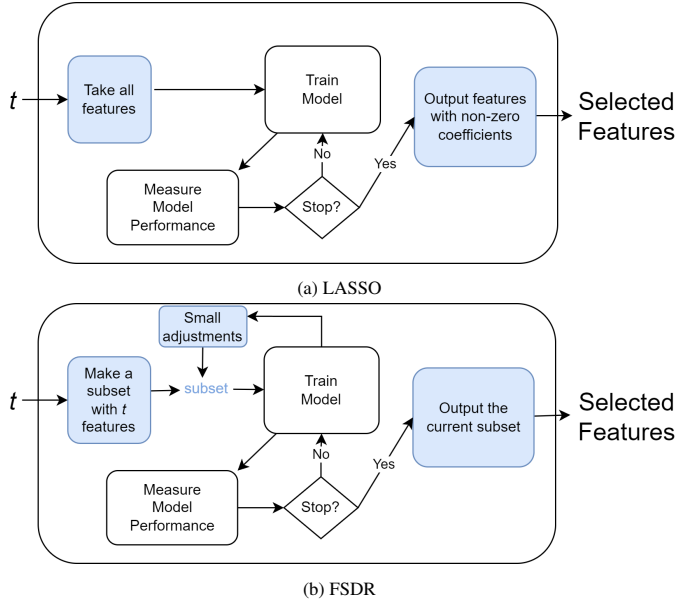 t
Take all
features
Train
Model
Output features
with non-zero
coefficients
Selected
Features
No
Yes
Measure
Model
Performance
Stop?
(a) LASSO
Small
adjustments
t
Make a
subset
with t
features
subset
Train
Model
Output the
current subset
Selected
Features
No
Yes
Measure
Model
Performance
Stop?
(b) FSDR